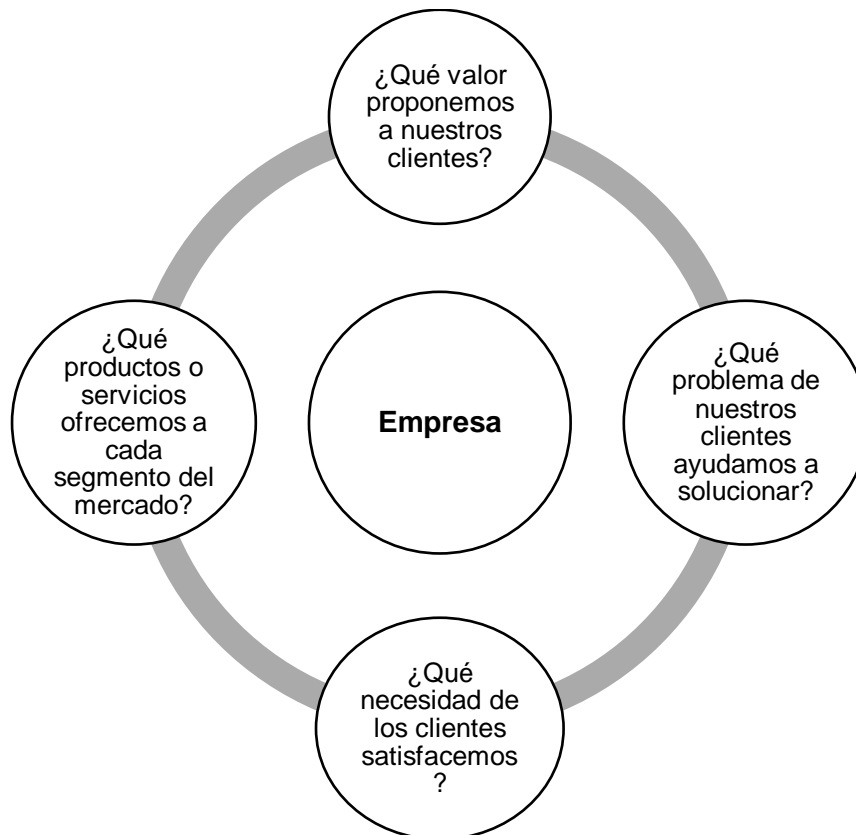 ¿Qué valor
proponemos
a nuestros
clientes?
¿Qué
productos o
servicios
ofrecemos a
cada
segmento del
mercado?
Empresa
¿Qué
problema de
nuestros
clientes
ayudamos a
solucionar?
¿Qué
necesidad de
los clientes
satisfacemos
?